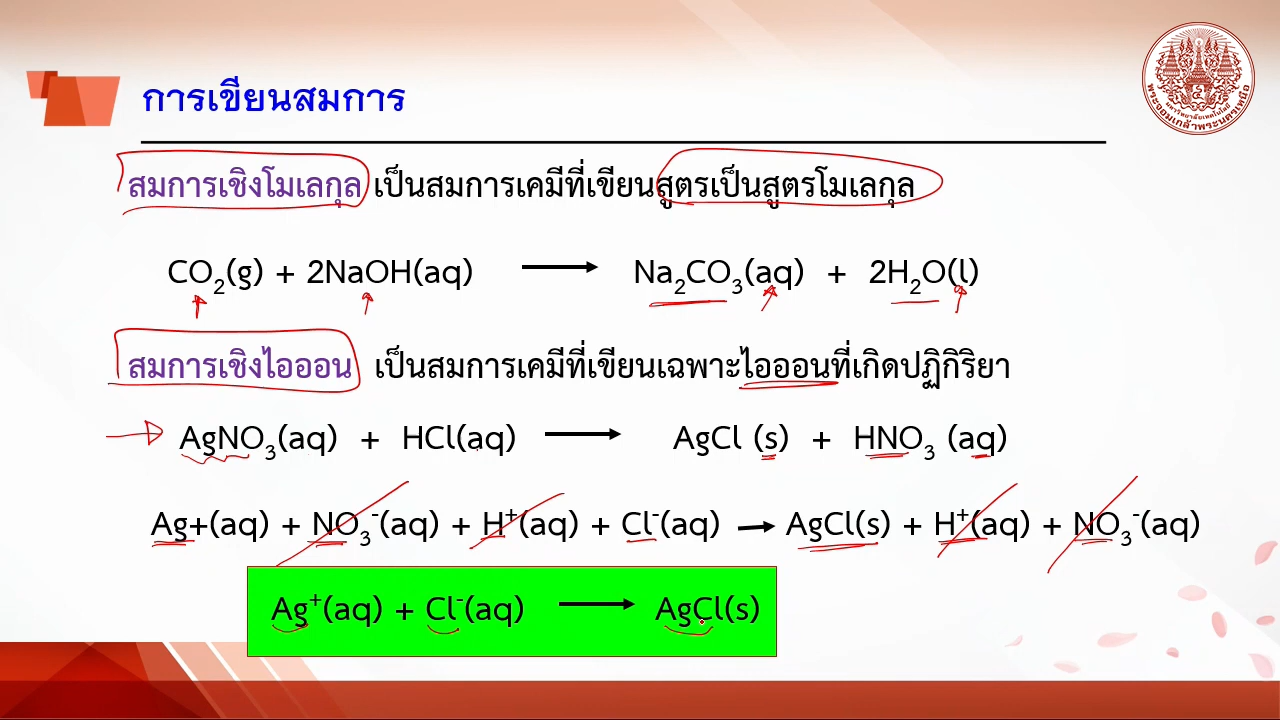 การเขียนสมการ
สมการเชิงโมเลกุล เป็นสมการเคมีที่เขียนสูตรเป็นสูตรโมเลกุล
CO₂(g) + 2NaOH(aq) ⟶ Na₂CO₃(aq) + 2H₂O(l)
สมการเชิงไอออน เป็นสมการเคมีที่เขียนเฉพาะไอออนที่เกิดปฏิกิริยา
AgNO₃(aq) + HCl(aq) ⟶ AgCl (s) + HNO₃ (aq)
Ag+(aq) + NO₃⁻(aq) + H⁺(aq) + Cl⁻(aq) ⟶ AgCl(s) + H⁺(aq) + NO₃⁻(aq)
Ag⁺(aq) + Cl⁻(aq) ⟶ AgCl(s)